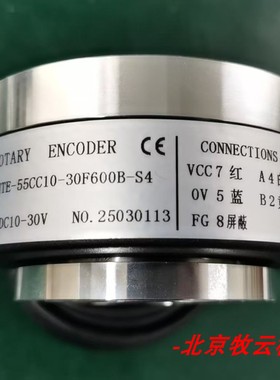 OTARY ENCODER CE
TE-55CC10-30F600B-S4
DC10-30V NO.25030113
CONNECTIONS
VCC 7 红 A 4
0V 5 蓝 B 2
FG 8 屏蔽
-北京牧云